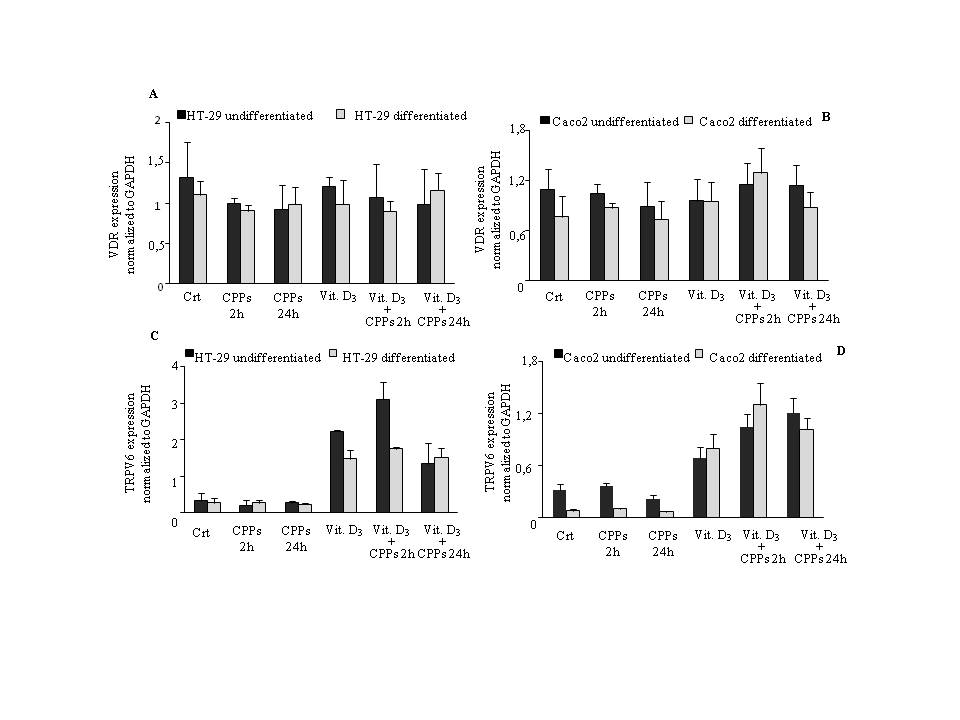 A
HT-29 undifferentiated HT-29 differentiated
VDR expression
normalized to GAPDH
2
1,5
1
0,5
0
Crt CPPs Vit. D3
2h
CPPs
24h
Vit. D3
+
CPPs 2h
Vit. D3
+
CPPs 24h
B
Caco2 undifferentiated Caco2 differentiated
VDR expression
normalized to GAPDH
1,8
1,2
0,6
0
Crt
CPPs
2h
CPPs
24h
Vit. D3
Vit. D3
+
CPPs 2h
Vit. D3
+
CPPs 24h
C
HT-29 undifferentiated HT-29 differentiated
TRPV6 expression
normalized to GAPDH
4
3
2
1
0
Crt
CPPs
2h
CPPs
24h
Vit. D3
Vit. D3
+
CPPs 2h
Vit. D3
+
CPPs 24h
D
Caco2 undifferentiated Caco2 differentiated
TRPV6 expression
normalized to GAPDH
1,8
1,2
0,6
0
Crt
CPPs
2h
CPPs
24h
Vit. D3
Vit. D3
+
CPPs 2h
Vit. D3
+
CPPs 24h